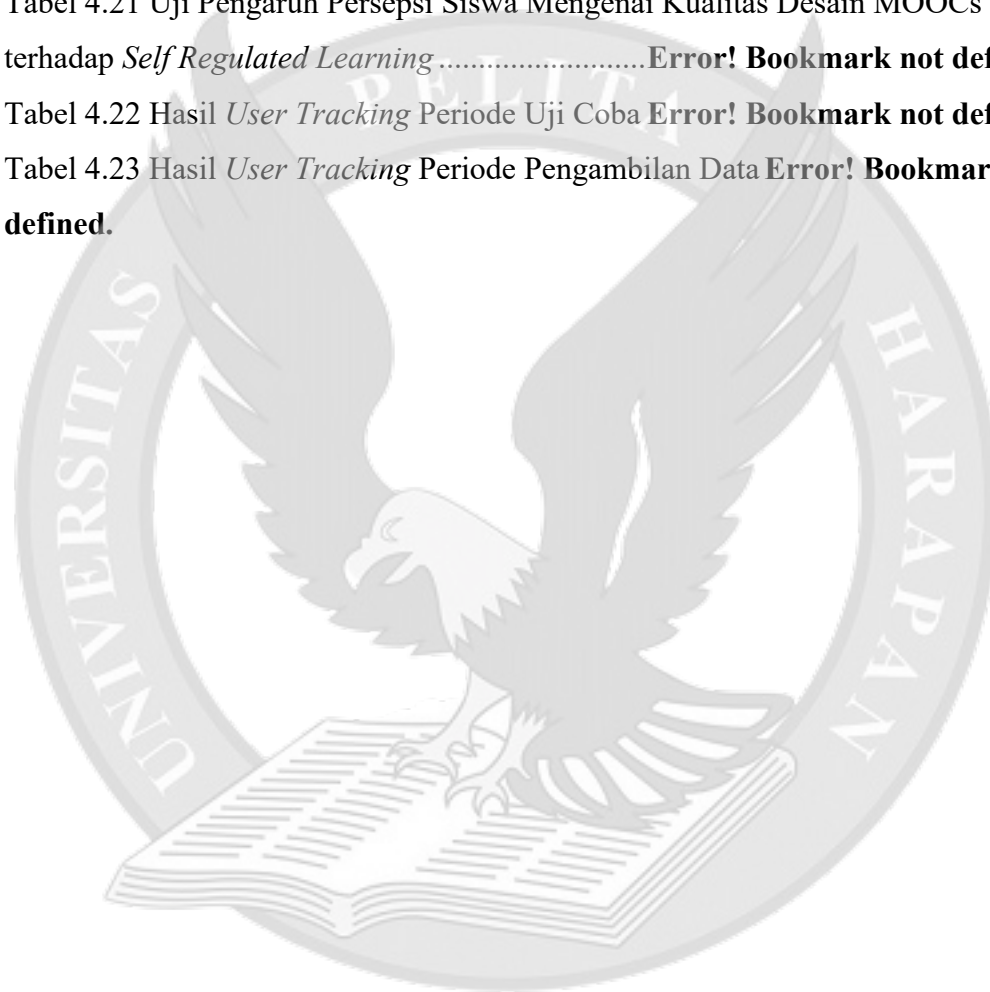 Tabel 4.21 Uji Pengaruh Persepsi Siswa Mengenai Kualitas Desain MOOCs
terhadap Self Regulated Learning .........................Error! Bookmark not def
Tabel 4.22 Hasil User Tracking Periode Uji Coba Error! Bookmark not def
Tabel 4.23 Hasil User Tracking Periode Pengambilan Data Error! Bookmar
defined.
UNIVERSITAS PELITA HARAPAN